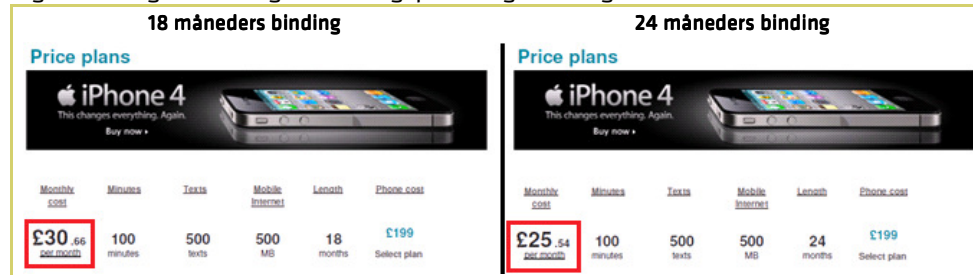 18 måneders binding
Price plans
iPhone 4
This changes everything. Again.
Buy now
Monthly cost Minutes Texts Mobile Internet Length Phone cost
£30.66 per month 100 minutes 500 texts 500 MB 18 months £199 Select plan
24 måneders binding
Price plans
iPhone 4
This changes everything. Again.
Buy now
Monthly cost Minutes Texts Mobile Internet Length Phone cost
£25.54 per month 100 minutes 500 texts 500 MB 24 months £199 Select plan